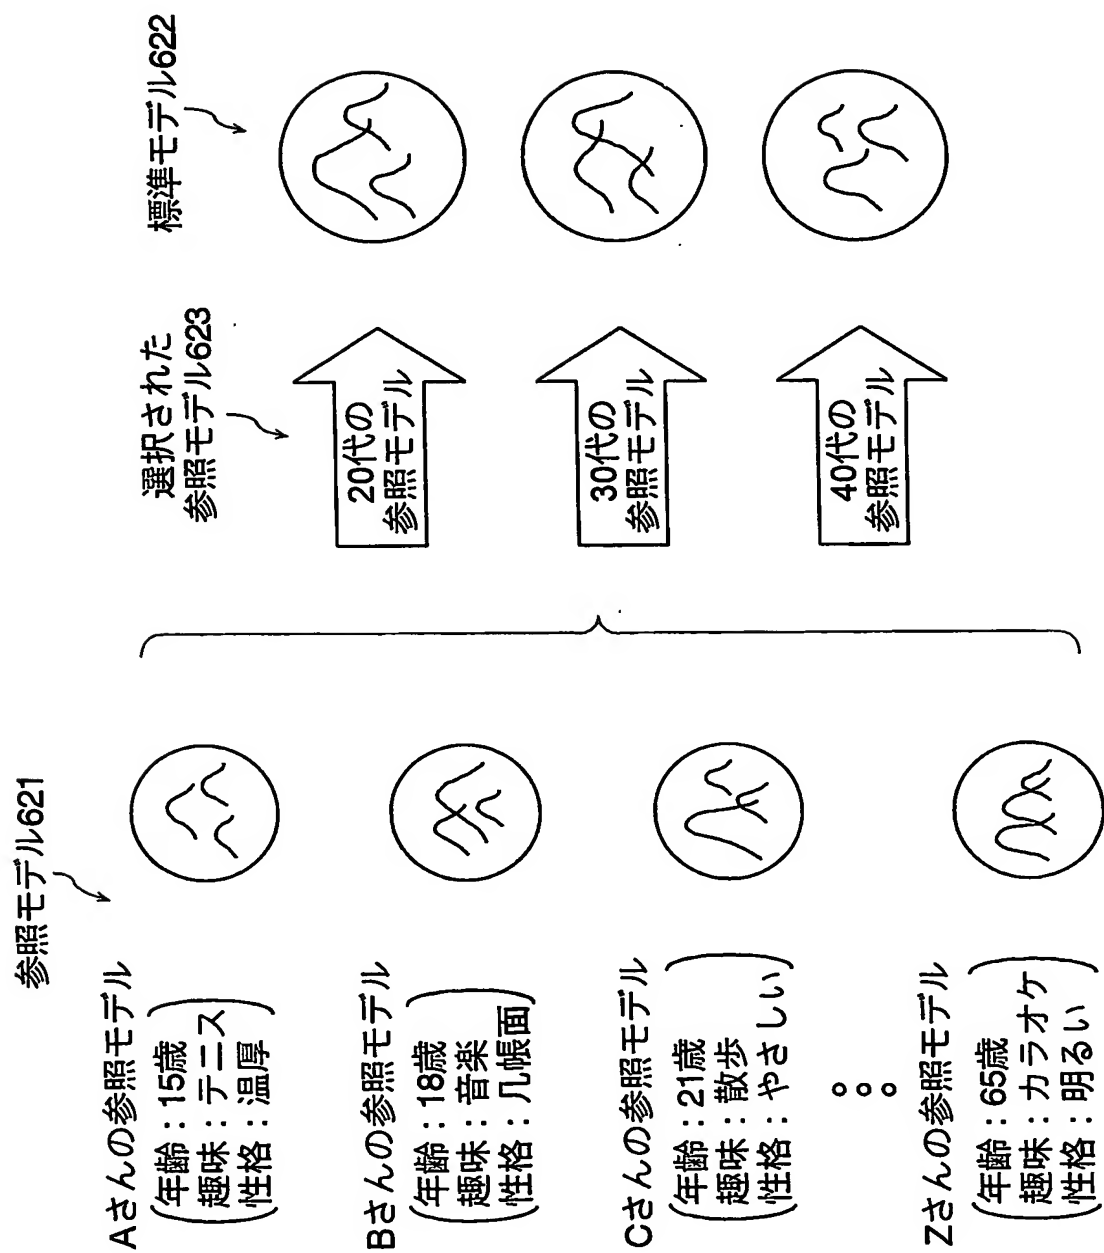 参照モデル621
Aさんの参照モデル
年齢：15歳
趣味：テニス
性格：温厚
Bさんの参照モデル
年齢：18歳
趣味：音楽
性格：几帳面
Cさんの参照モデル
年齢：21歳
趣味：散歩
性格：やさしい
Zさんの参照モデル
年齢：65歳
趣味：カラオケ
性格：明るい
選択された
参照モデル623
20代の
参照モデル
30代の
参照モデル
40代の
参照モデル
標準モデル622